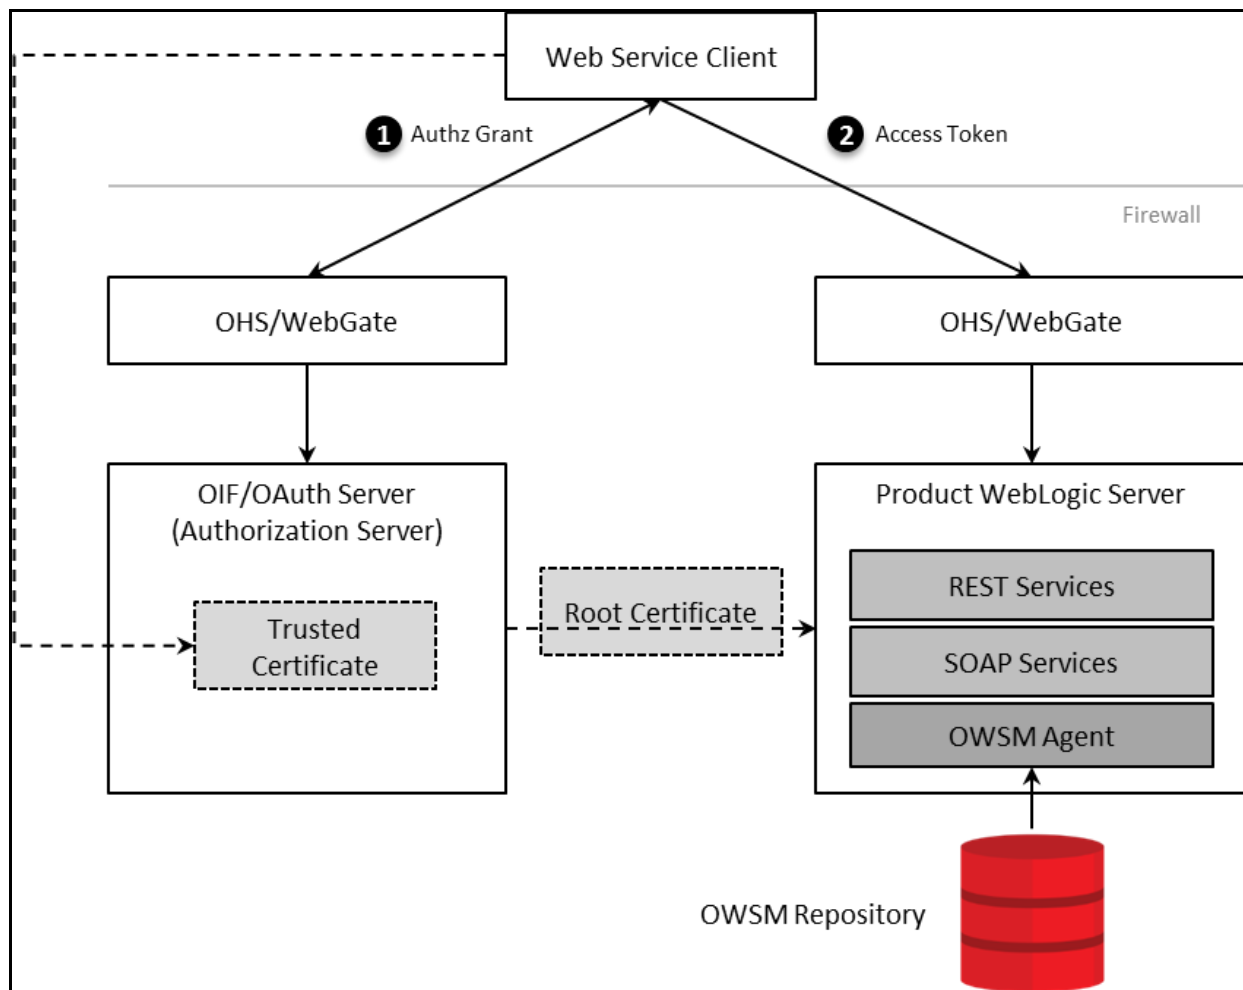 Web Service Client
1 Authz Grant
2 Access Token
Firewall
OHS/WebGate
OHS/WebGate
OIF/OAuth Server
(Authorization Server)
Trusted
Certificate
Root Certificate
Product WebLogic Server
REST Services
SOAP Services
OWSM Agent
OWSM Repository